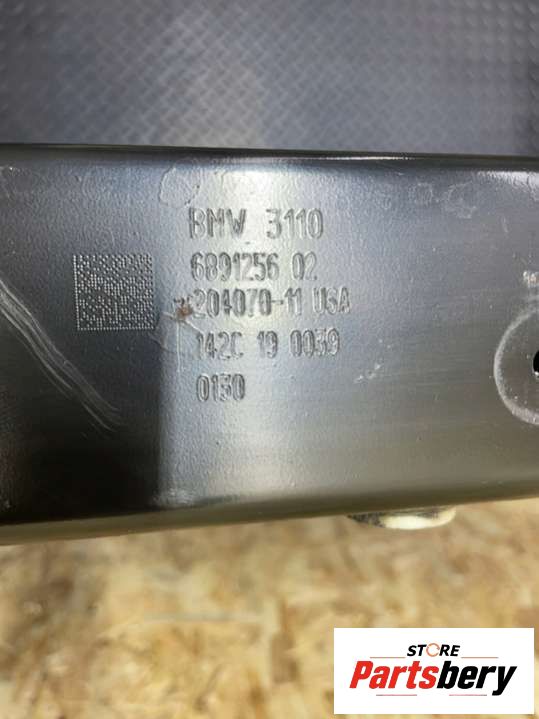 BMW 3110
6891256 02
204070-11 USA
142C 19 0039
0130
STORE
Partsbery